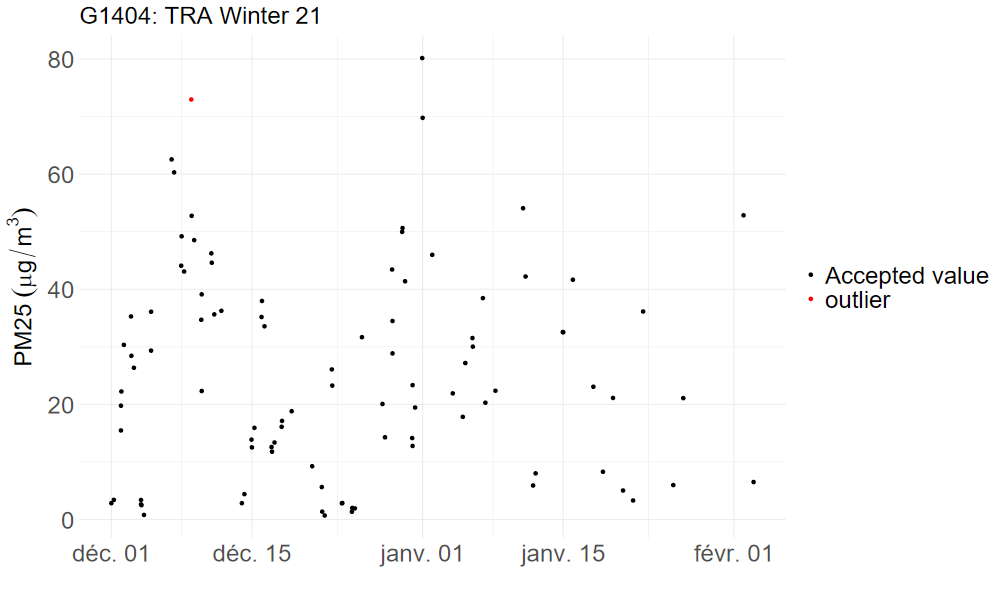 G1404: TRA Winter 21
80
60
40
20
0
PM25 (μg/m³)
déc. 01
déc. 15
janv. 01
janv. 15
févr. 01
Accepted value
outlier